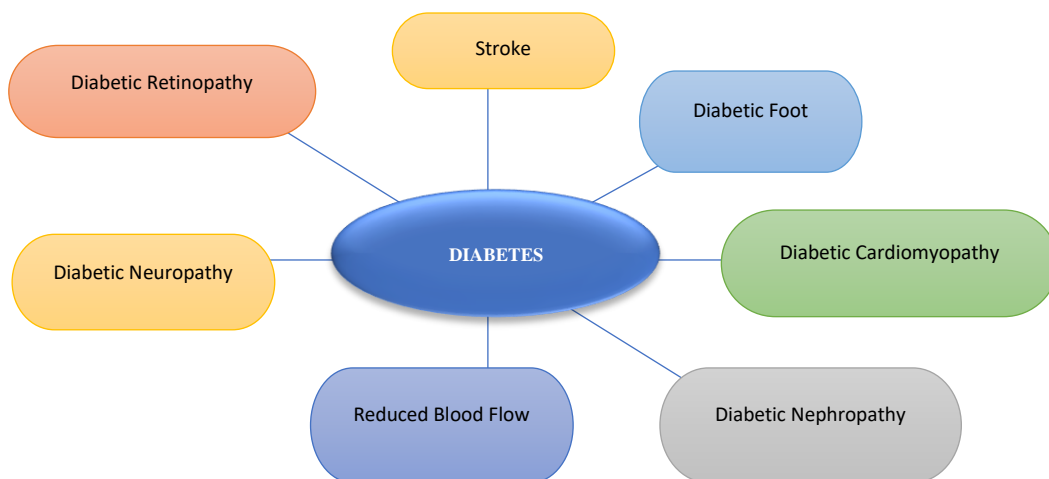 Stroke
Diabetic Retinopathy
Diabetic Foot
DIABETES
Diabetic Cardiomyopathy
Diabetic Neuropathy
Reduced Blood Flow
Diabetic Nephropathy